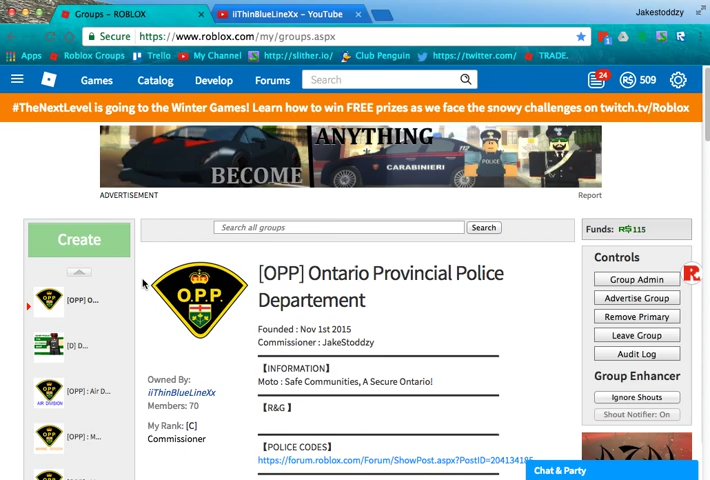 Groups – ROBLOX
iiThinBlueLineXx – YouTube
Jakestoddzy
Secure
https://www.roblox.com/my/groups.aspx
Apps
Roblox Groups
Trello
My Channel
http://slither.io/
Club Penguin
https://twitter.com/
TRADE.
Games
Catalog
Develop
Forums
Search
24
R$ 509
#TheNextLevel is going to the Winter Games! Learn how to win FREE prizes as we face the snowy challenges on twitch.tv/Roblox
ANYTHING
BECOME
CARABINIERI
POLICE
ADVERTISEMENT
Report
Create
Search all groups
Search
Funds: R$ 115
[OPP] O...
[D] D...
[OPP] : Air D...
AIR DIVISION
[OPP] : M...
O.P.P.
[OPP] Ontario Provincial Police
Departement
Founded : Nov 1st 2015
Commissioner : JakeStoddzy
【INFORMATION】
Moto : Safe Communities, A Secure Ontario!
【R&G 】
【POLICE CODES】
https://forum.roblox.com/Forum/ShowPost.aspx?PostID=204134185
Owned By:
iiThinBlueLineXx
Members: 70
My Rank: [C]
Commissioner
Controls
Group Admin
Advertise Group
Remove Primary
Leave Group
Audit Log
Group Enhancer
Ignore Shouts
Shout Notifier: On
R
Chat & Party